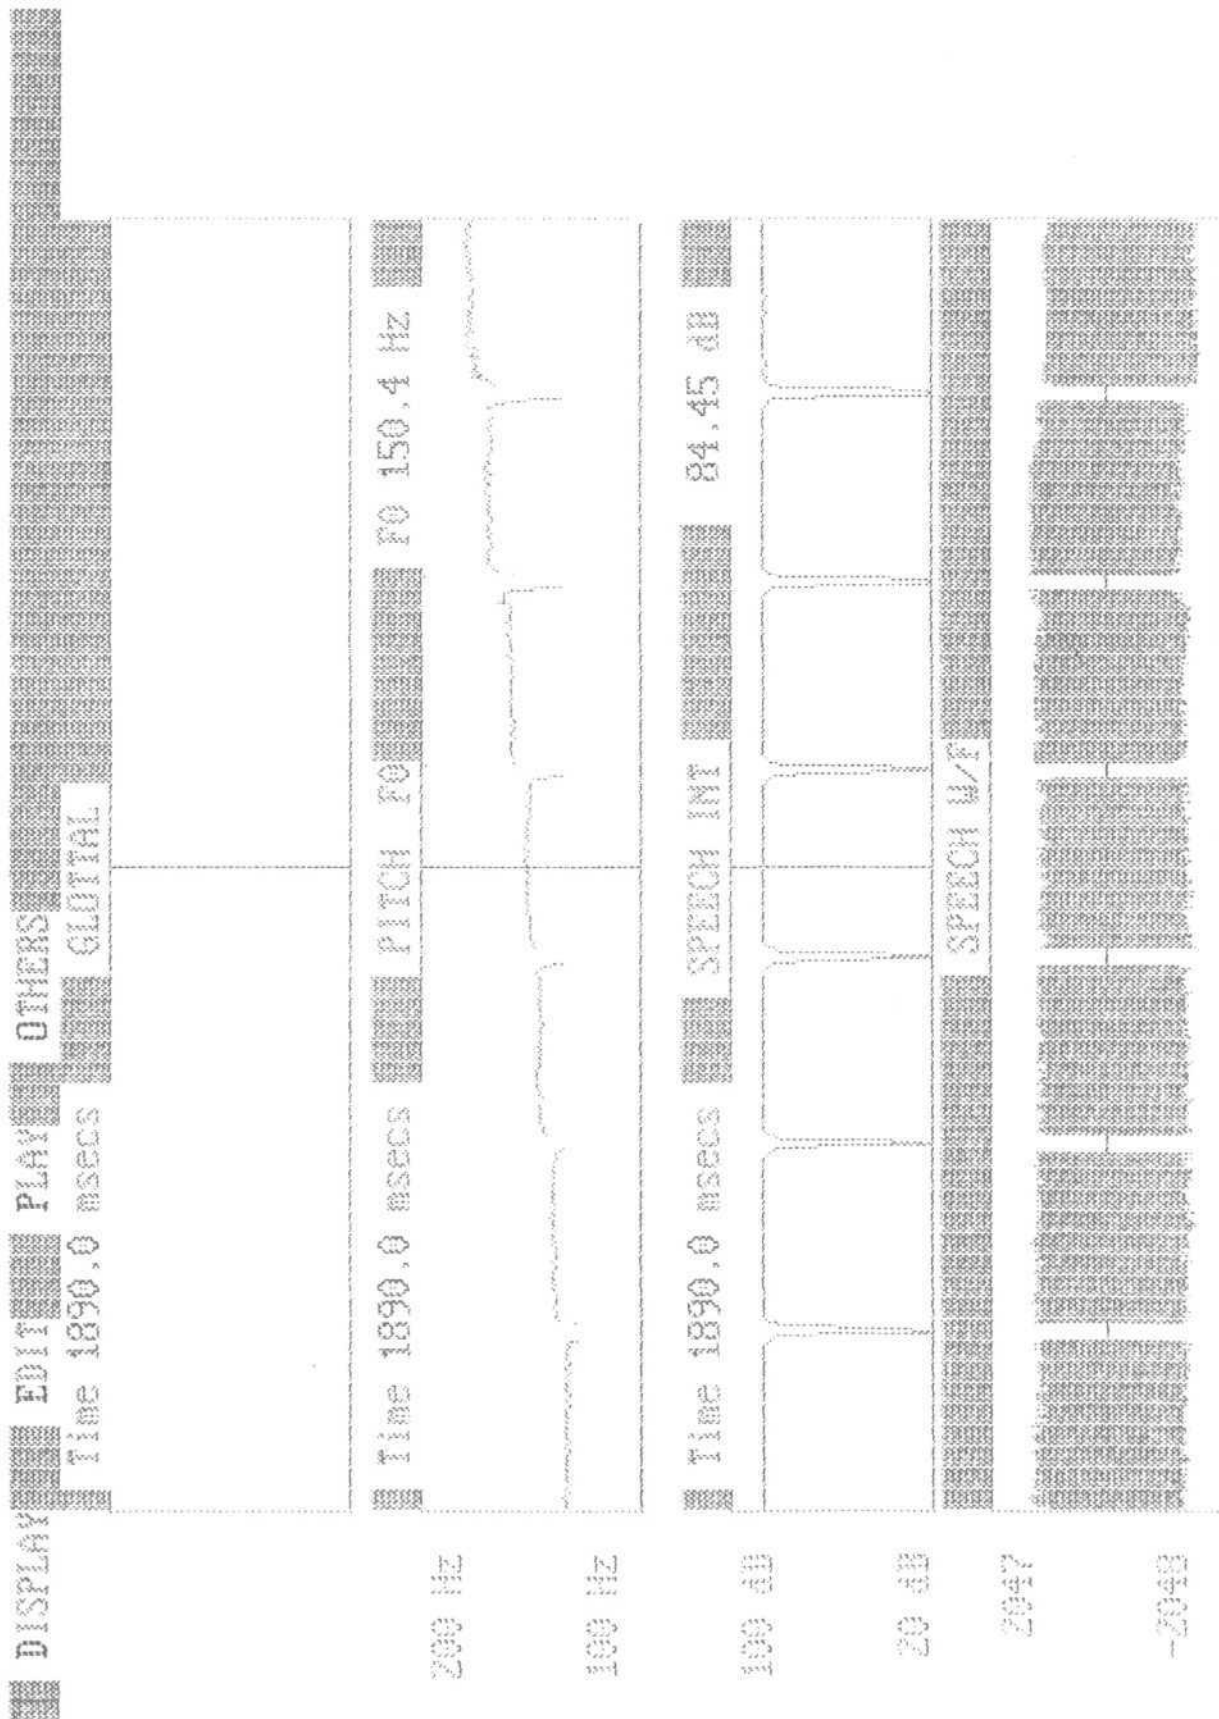 DISPLAY EDIT PLAY OTHERS
Time 1890.0 msecs GLOTTAL
Time 1890.0 msecs PITCH F0 F0 150.4 Hz
200 Hz
100 Hz
Time 1890.0 msecs SPEECH INT 84.45 dB
100 dB
20 dB
SPEECH W/F
2047
-2048